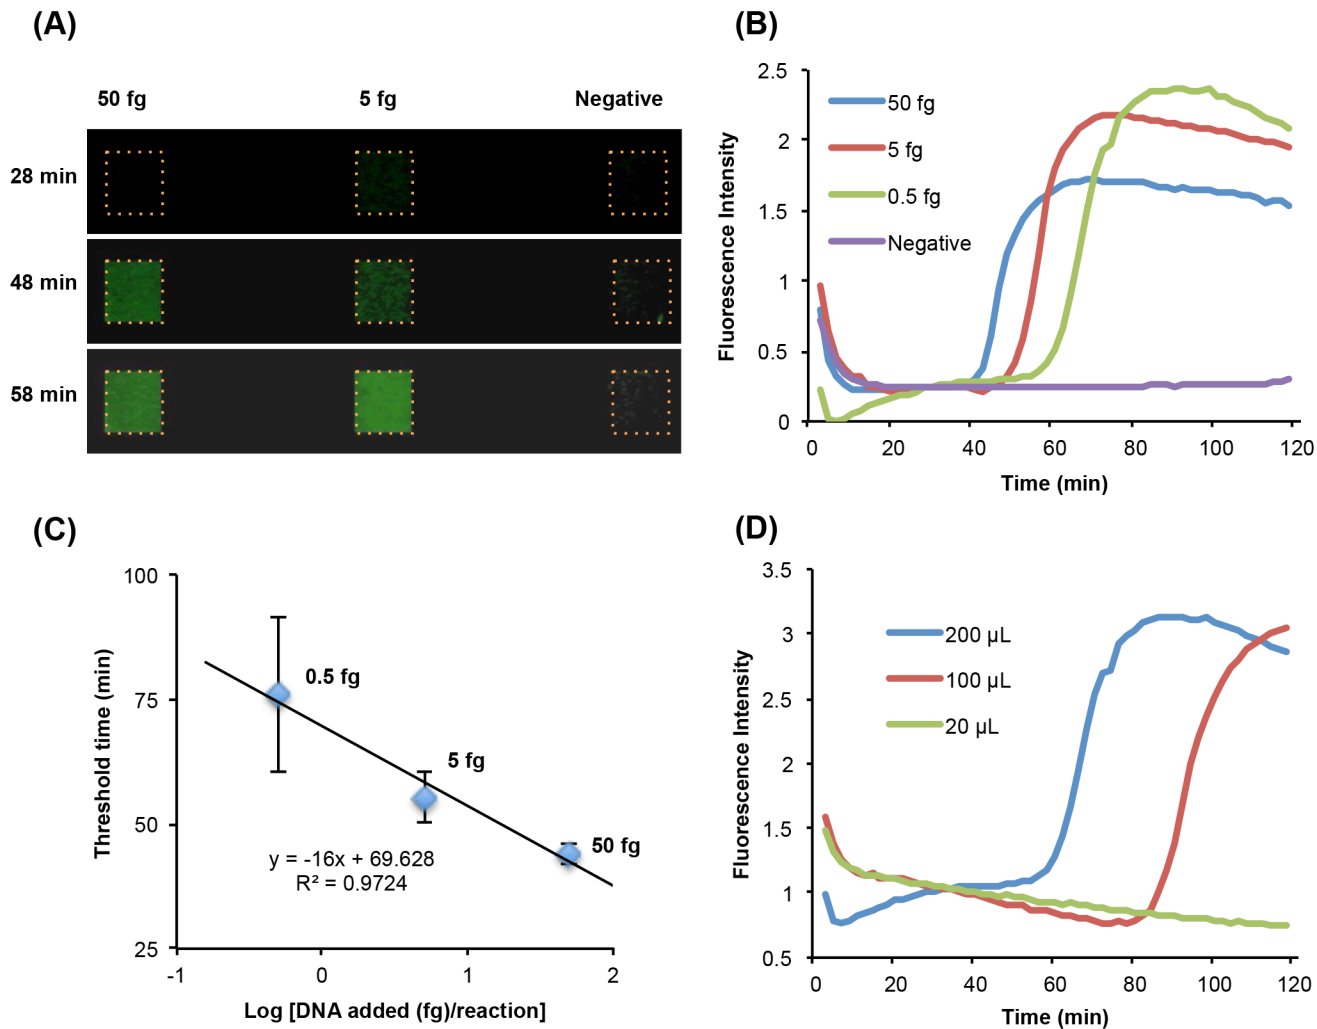 (A)
50 fg
5 fg
Negative
28 min
48 min
58 min
(B)
2.5
2
1.5
1
0.5
0
Fluorescence Intensity
50 fg
5 fg
0.5 fg
Negative
0
20
40
60
80
100
120
Time (min)
(C)
100
75
50
25
Threshold time (min)
0.5 fg
5 fg
50 fg
y = -16x + 69.628
R² = 0.9724
-1
0
1
2
Log [DNA added (fg)/reaction]
(D)
3.5
3
2.5
2
1.5
1
0.5
Fluorescence Intensity
200 µL
100 µL
20 µL
0
20
40
60
80
100
120
Time (min)